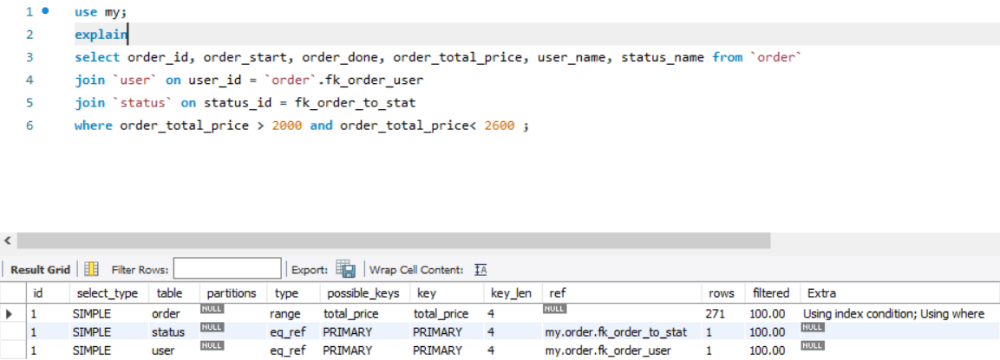 1 use my;
2 explain
3 select order_id, order_start, order_done, order_total_price, user_name, status_name from `order`
4 join `user` on user_id = `order`.fk_order_user
5 join `status` on status_id = fk_order_to_stat
6 where order_total_price > 2000 and order_total_price< 2600 ;
Result Grid Filter Rows: Export: Wrap Cell Content: IA
id select_type table partitions type possible_keys key key_len ref rows filtered Extra
1 SIMPLE order NULL range total_price total_price 4 NULL 271 100.00 Using index condition; Using where
1 SIMPLE status NULL eq_ref PRIMARY PRIMARY 4 my.order.fk_order_to_stat 1 100.00 NULL
1 SIMPLE user NULL eq_ref PRIMARY PRIMARY 4 my.order.fk_order_user 1 100.00 NULL